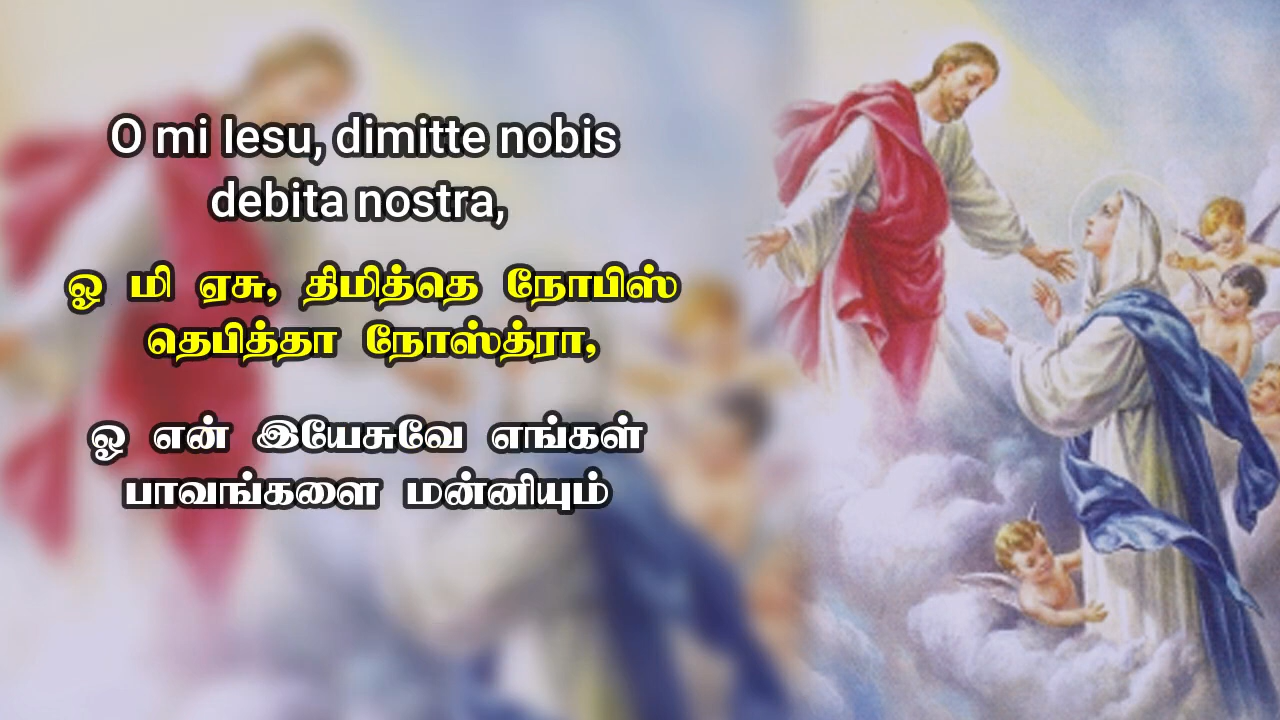 O mi Iesu, dimitte nobis
debita nostra,
ஓ மி ஏசு, திமித்தெ நோபிஸ்
தெபித்தா நோஸ்த்ரா,
ஓ என் இயேசுவே எங்கள்
பாவங்களை மன்னியும்